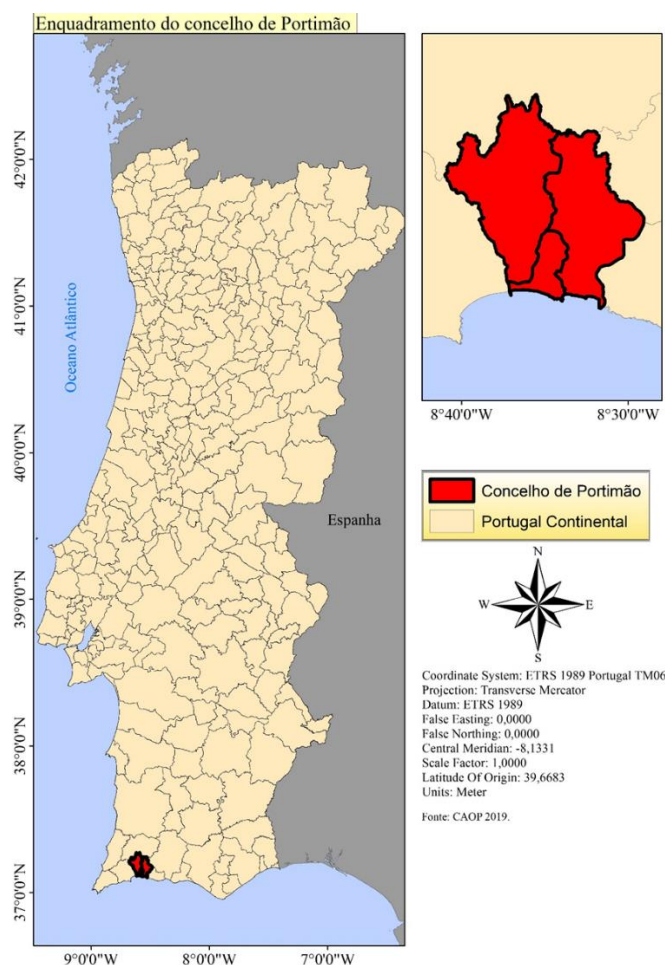 Enquadramento do concelho de Portimão
42°0'0"N
41°0'0"N
40°0'0"N
39°0'0"N
38°0'0"N
37°0'0"N
Oceano Atlântico
Espanha
9°0'0"W
8°0'0"W
7°0'0"W
8°40'0"W
8°30'0"W
Concelho de Portimão
Portugal Continental
N
W
E
S
Coordinate System: ETRS 1989 Portugal TM06
Projection: Transverse Mercator
Datum: ETRS 1989
False Easting: 0,0000
False Northing: 0,0000
Central Meridian: -8,1331
Scale Factor: 1,0000
Latitude Of Origin: 39,6683
Units: Meter
Fonte: CAOP 2019.